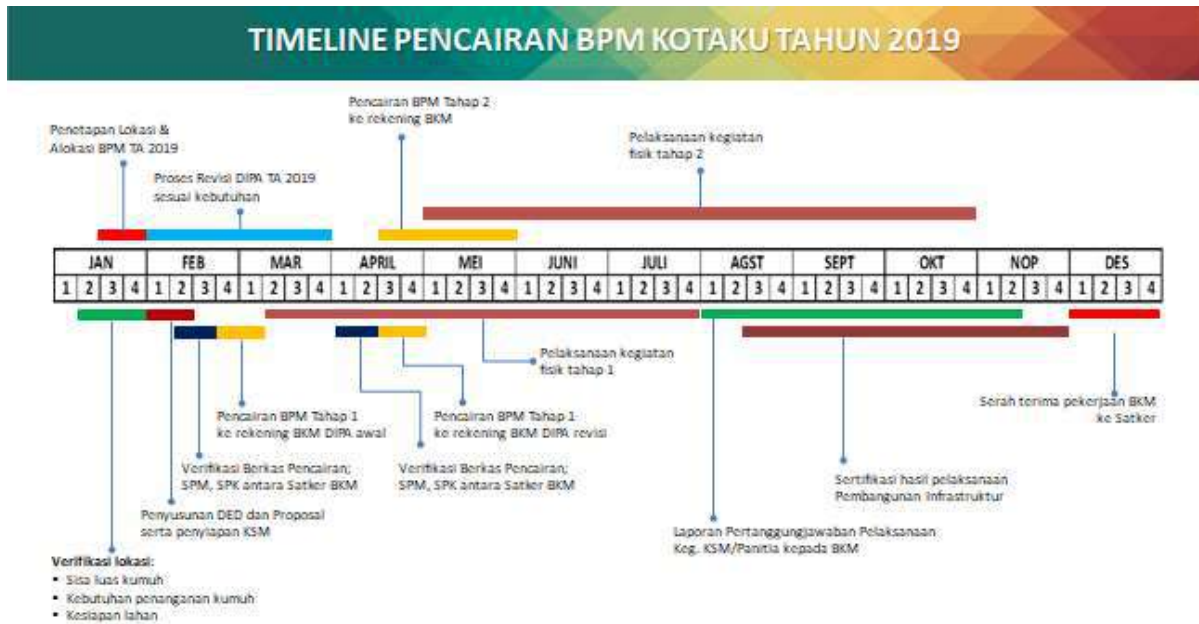 TIMELINE PENCAIRAN BPM KOTAKU TAHUN 2019
Pencairan BPM Tahap 2
ke rekening BKM
Penetapan Lokasi &
Alokasi BPM TA 2019
Pelaksanaan kegiatan
fisik tahap 2
Proses Revisi DIPA TA 2019
sesuai kebutuhan
JAN FEB MAR APRIL MEI JUNI JULI AGST SEPT OKT NOP DES
1 2 3 4 1 2 3 4 1 2 3 4 1 2 3 4 1 2 3 4 1 2 3 4 1 2 3 4 1 2 3 4 1 2 3 4 1 2 3 4 1 2 3 4 1 2 3 4
Pelaksanaan kegiatan
fisik tahap 1
Pencairan BPM Tahap 1
ke rekening BKM DIPA awal
Pencairan BPM Tahap 1
ke rekening BKM DIPA revisi
Serah terima pekerjaan BKM
ke Satker
Verifikasi Berkas Pencairan;
SPM, SPK antara Satker BKM
Verifikasi Berkas Pencairan;
SPM, SPK antara Satker BKM
Sertifikasi hasil pelaksanaan
Pembangunan Infrastruktur
Penyusunan DED dan Proposal
serta penyiapan KSM
Laporan Pertanggungjawaban Pelaksanaan
Keg. KSM/Panitia kepada BKM
Verifikasi lokasi:
▪ Sisa luas kumuh
▪ Kebutuhan penanganan kumuh
▪ Kesiapan lahan